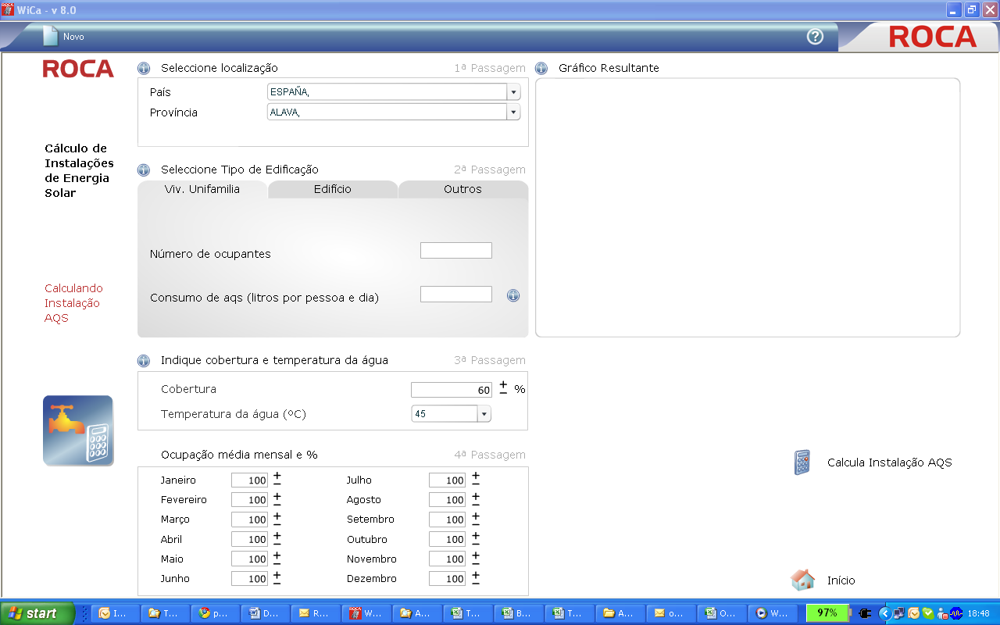 WiCa - v 8.0
Novo
ROCA
ROCA
Cálculo de
Instalações
de Energia
Solar
Calculando
Instalação
AQS
Seleccione localização 1ª Passagem
País ESPAÑA,
Província ALAVA,
Seleccione Tipo de Edificação 2ª Passagem
Viv. Unifamilia Edifício Outros
Número de ocupantes
Consumo de aqs (litros por pessoa e dia)
Indique cobertura e temperatura da água 3ª Passagem
Cobertura 60 + − %
Temperatura da água (ºC) 45
Ocupação média mensal e % 4ª Passagem
Janeiro 100 Julho 100
Fevereiro 100 Agosto 100
Março 100 Setembro 100
Abril 100 Outubro 100
Maio 100 Novembro 100
Junho 100 Dezembro 100
Gráfico Resultante
Calcula Instalação AQS
Início
start I... T... p... D... R... W... A... T... B... T... A... o... O... W... 97% 18:48